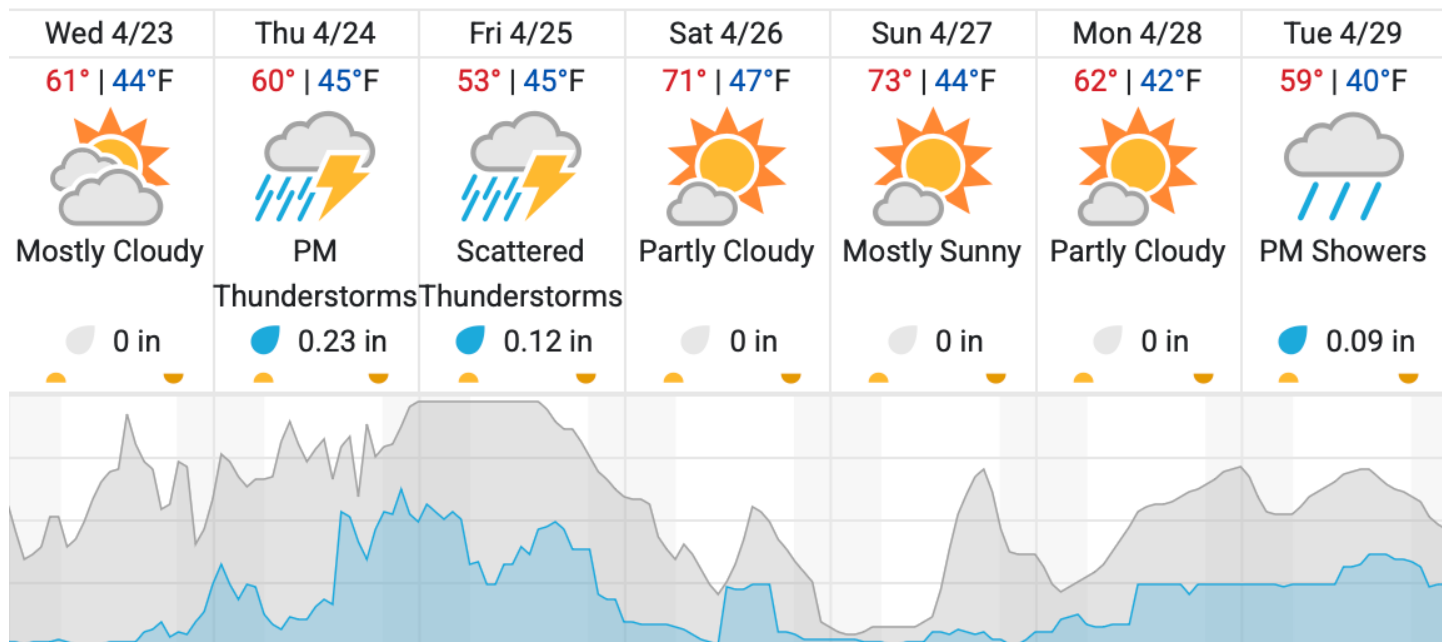 Wed 4/23
Thu 4/24
Fri 4/25
Sat 4/26
Sun 4/27
Mon 4/28
Tue 4/29
61° | 44°F
60° | 45°F
53° | 45°F
71° | 47°F
73° | 44°F
62° | 42°F
59° | 40°F
Mostly Cloudy
PM
Thunderstorms
Scattered
Thunderstorms
Partly Cloudy
Mostly Sunny
Partly Cloudy
PM Showers
0 in
0.23 in
0.12 in
0 in
0 in
0 in
0.09 in